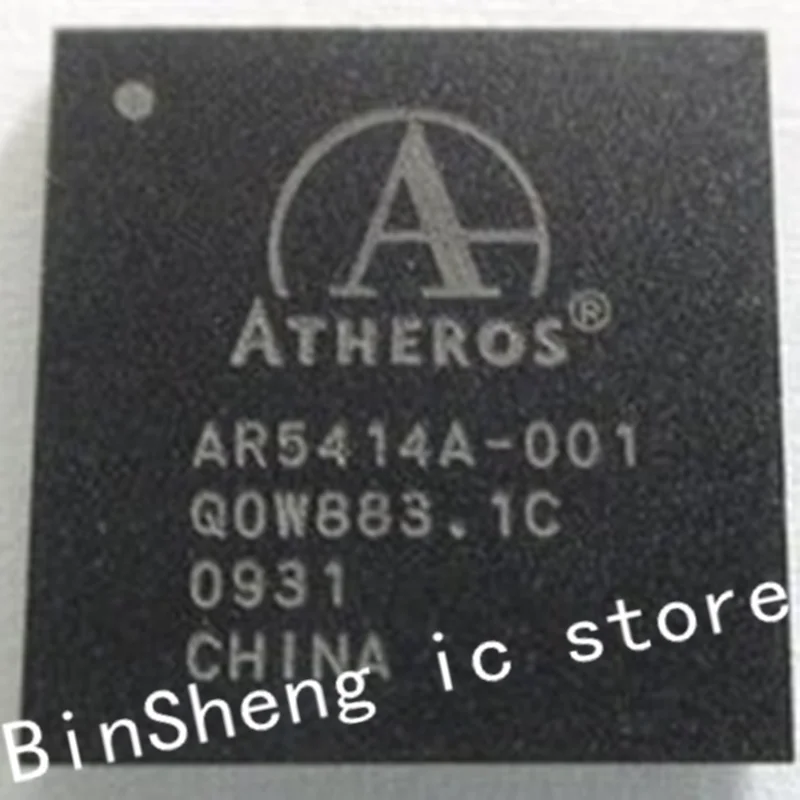 A
ATHEROS®
AR5414A-001
Q0W883.1C
0931
CHINA
BinSheng ic store